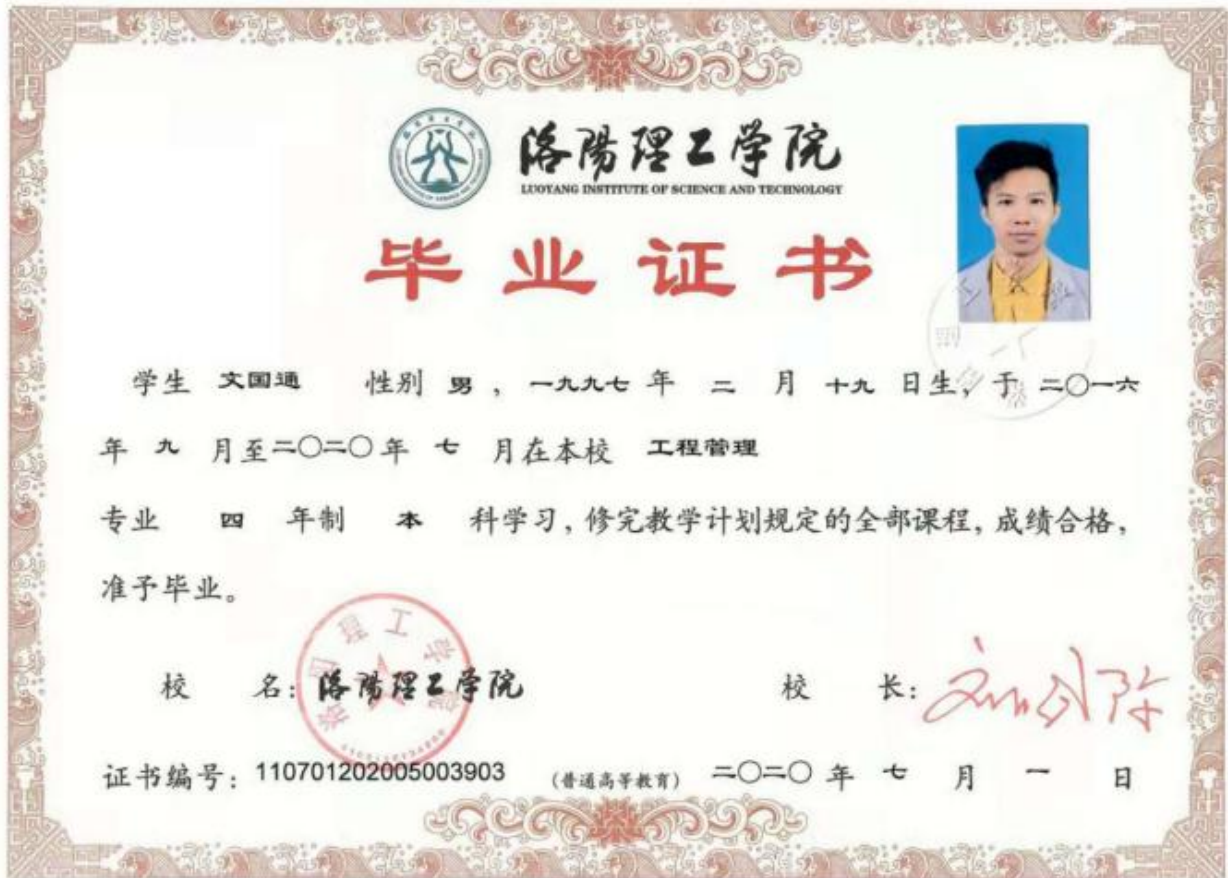 洛阳理工学院
LUOYANG INSTITUTE OF SCIENCE AND TECHNOLOGY
毕业证书
学生 文国通 性别 男，一九九七 年 二 月 十九 日生，于 二〇一六
年 九 月至二〇二〇年 七 月在本校 工程管理
专业 四 年制 本 科学习，修完教学计划规定的全部课程，成绩合格，
准予毕业。
校 名：洛阳理工学院 校 长：
证书编号：110701202005003903 （普通高等教育） 二〇二〇 年 七 月 一 日